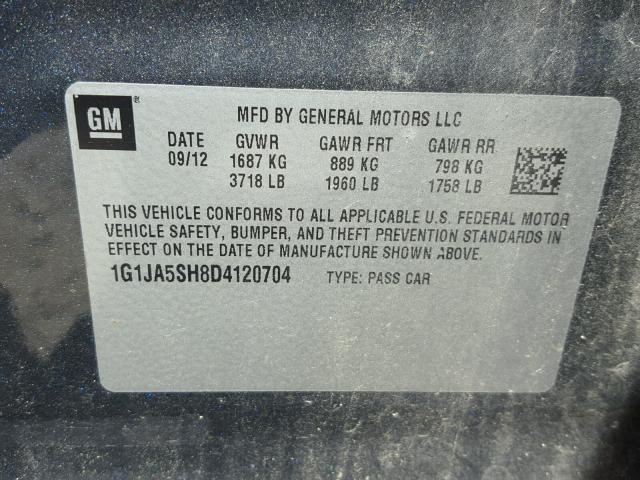 GM
MFD BY GENERAL MOTORS LLC
DATE GVWR GAWR FRT GAWR RR
09/12 1687 KG 889 KG 798 KG
3718 LB 1960 LB 1758 LB
THIS VEHICLE CONFORMS TO ALL APPLICABLE U.S. FEDERAL MOTOR
VEHICLE SAFETY, BUMPER, AND THEFT PREVENTION STANDARDS IN
EFFECT ON THE DATE OF MANUFACTURE SHOWN ABOVE.
1G1JA5SH8D4120704 TYPE: PASS CAR